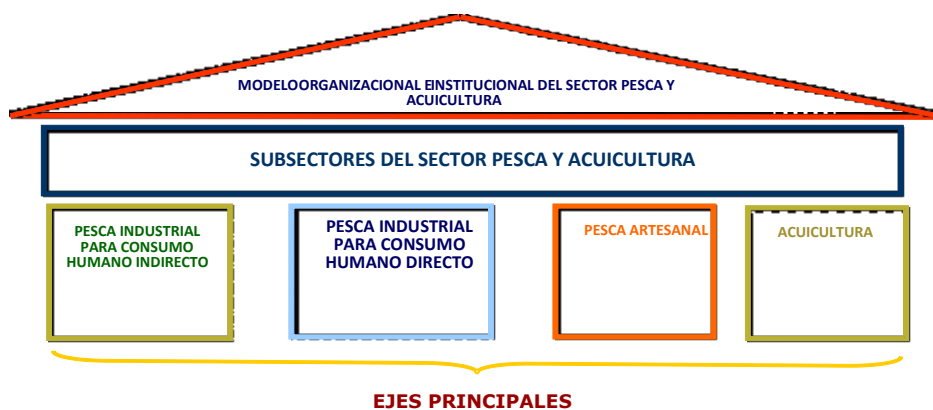 MODELOORGANIZACIONAL EINSTITUCIONAL DEL SECTOR PESCA Y
ACUICULTURA
SUBSECTORES DEL SECTOR PESCA Y ACUICULTURA
PESCA INDUSTRIAL
PARA CONSUMO
HUMANO INDIRECTO
PESCA INDUSTRIAL
PARA CONSUMO
HUMANO DIRECTO
PESCA ARTESANAL
ACUICULTURA
EJES PRINCIPALES